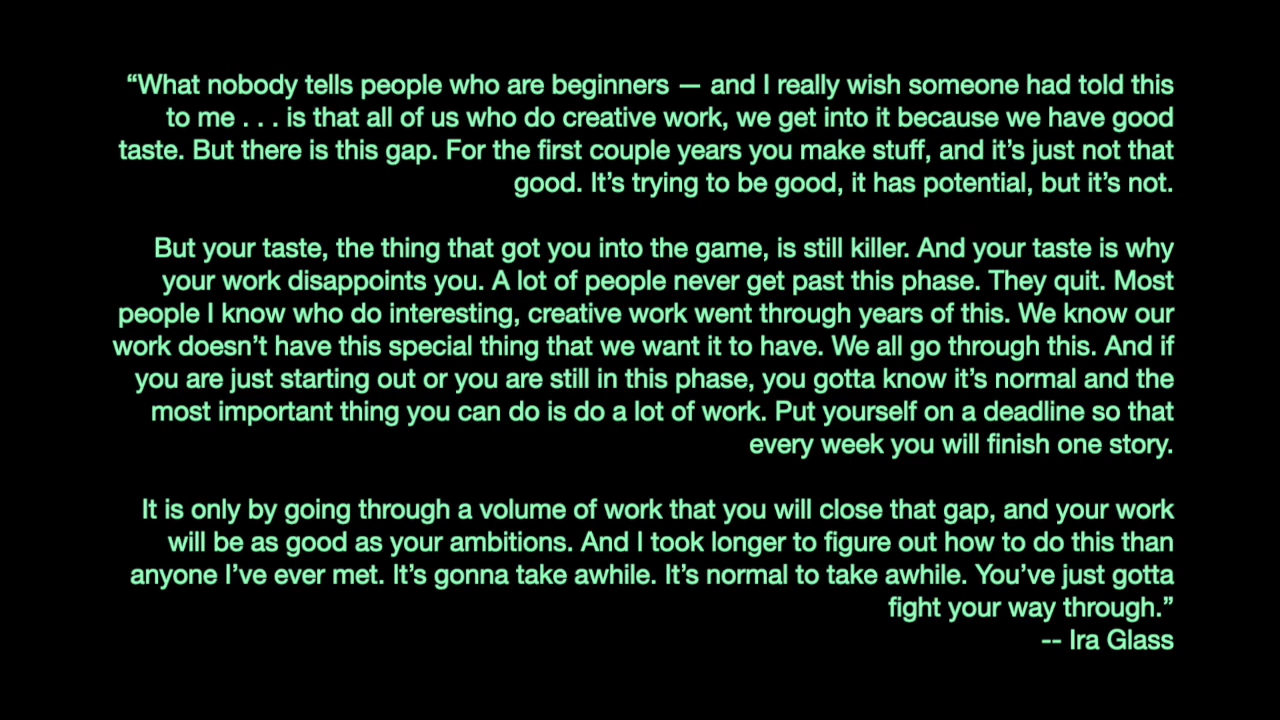 “What nobody tells people who are beginners — and I really wish someone had told this
to me . . . is that all of us who do creative work, we get into it because we have good
taste. But there is this gap. For the first couple years you make stuff, and it’s just not that
good. It’s trying to be good, it has potential, but it’s not.
But your taste, the thing that got you into the game, is still killer. And your taste is why
your work disappoints you. A lot of people never get past this phase. They quit. Most
people I know who do interesting, creative work went through years of this. We know our
work doesn’t have this special thing that we want it to have. We all go through this. And if
you are just starting out or you are still in this phase, you gotta know it’s normal and the
most important thing you can do is do a lot of work. Put yourself on a deadline so that
every week you will finish one story.
It is only by going through a volume of work that you will close that gap, and your work
will be as good as your ambitions. And I took longer to figure out how to do this than
anyone I’ve ever met. It’s gonna take awhile. It’s normal to take awhile. You’ve just gotta
fight your way through.”
-- Ira Glass